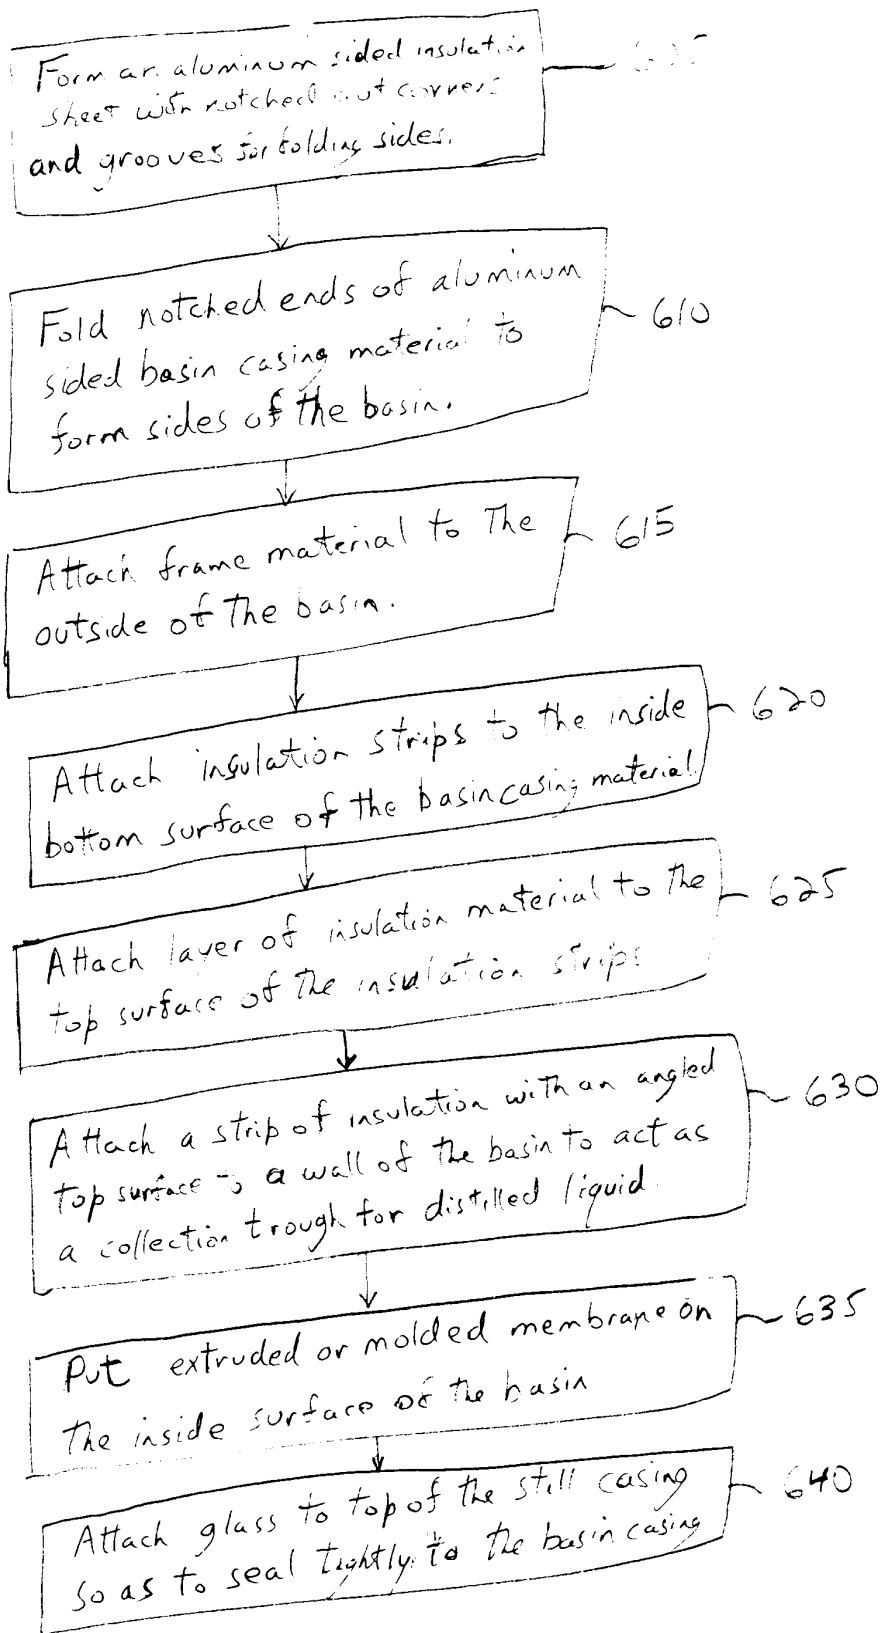 Form an aluminum sided insulation
sheet with notched out corners
and grooves for folding sides.
Fold notched ends of aluminum
sided basin casing material to
form sides of the basin.
610
Attach frame material to the
outside of the basin.
615
Attach insulation strips to the inside
bottom surface of the basin casing material.
620
Attach layer of insulation material to the
top surface of the insulation strips
625
Attach a strip of insulation with an angled
top surface to a wall of the basin to act as
a collection trough for distilled liquid.
630
Put extruded or molded membrane on
the inside surface of the basin
635
Attach glass to top of the still casing
so as to seal tightly to the basin casing
640